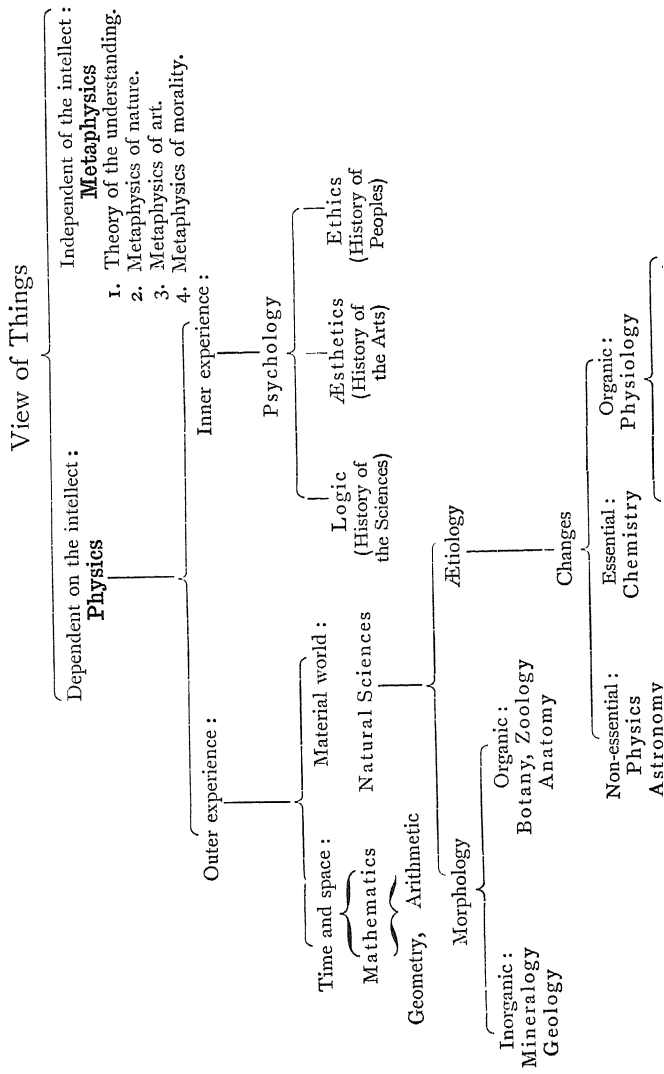 View of Things
Dependent on the intellect:
Physics
Independent of the intellect:
Metaphysics
1. Theory of the understanding.
2. Metaphysics of nature.
3. Metaphysics of art.
4. Metaphysics of morality.
Outer experience:
Inner experience:
Time and space:
Mathematics
Geometry, Arithmetic
Material world:
Natural Sciences
Psychology
Logic
(History of
the Sciences)
Æsthetics
(History of
the Arts)
Ethics
(History of
Peoples)
Morphology
Ætiology
Inorganic:
Mineralogy
Geology
Organic:
Botany, Zoology
Anatomy
Changes
Non-essential:
Physics
Astronomy
Essential:
Chemistry
Organic:
Physiology